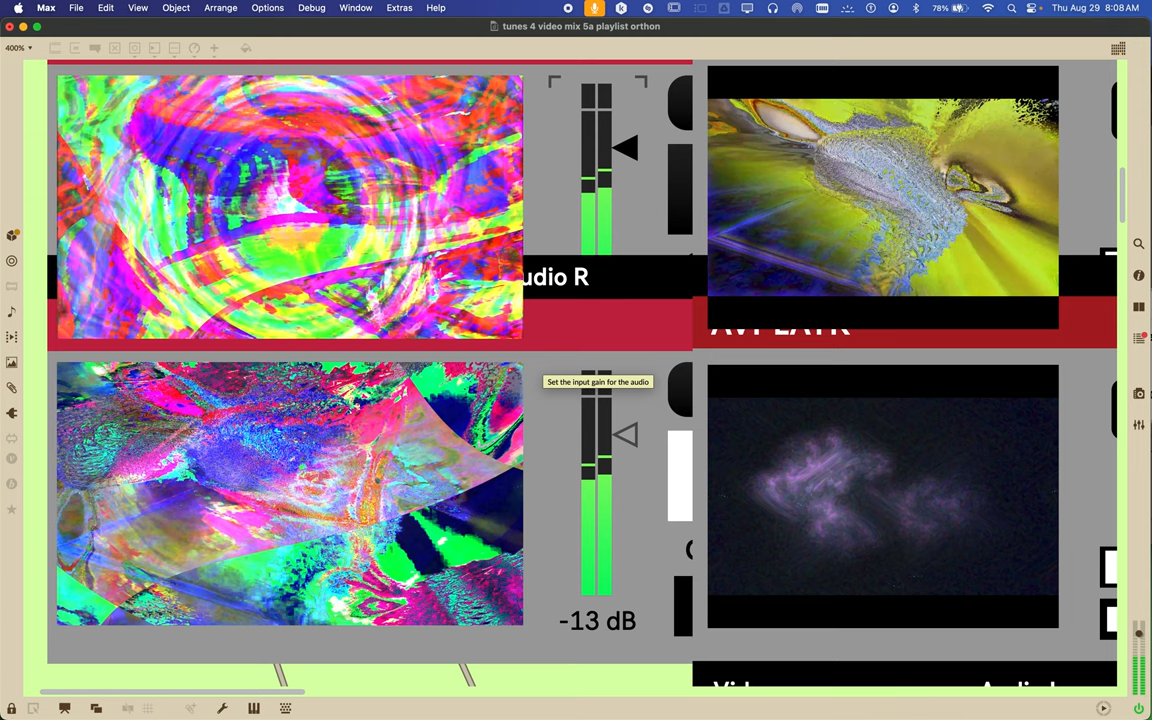 Max File Edit View Object Arrange Options Debug Window Extras Help
78% Thu Aug 29 8:08 AM
tunes 4 video mix 5a playlist orthon
400%
udio R
Set the input gain for the audio
-13 dB